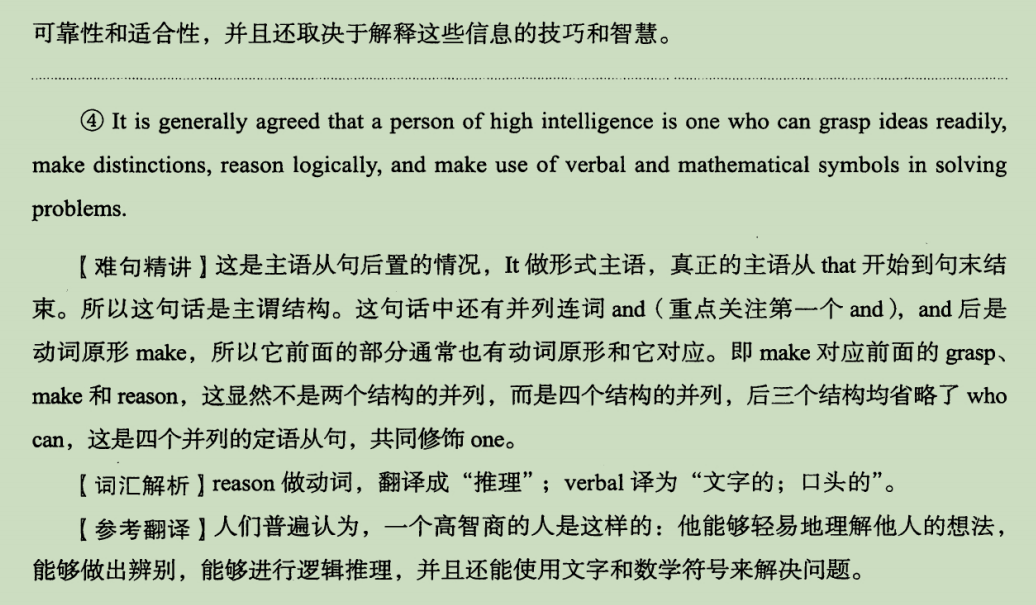 可靠性和适合性，并且还取决于解释这些信息的技巧和智慧。
④ It is generally agreed that a person of high intelligence is one who can grasp ideas readily,
make distinctions, reason logically, and make use of verbal and mathematical symbols in solving
problems.
【难句精讲】这是主语从句后置的情况，It 做形式主语，真正的主语从 that 开始到句末结
束。所以这句话是主谓结构。这句话中还有并列连词 and（重点关注第一个 and），and 后是
动词原形 make，所以它前面的部分通常也有动词原形和它对应。即 make 对应前面的 grasp、
make 和 reason，这显然不是两个结构的并列，而是四个结构的并列，后三个结构均省略了 who
can，这是四个并列的定语从句，共同修饰 one。
【词汇解析】reason 做动词，翻译成“推理”；verbal 译为“文字的；口头的”。
【参考翻译】人们普遍认为，一个高智商的人是这样的：他能够轻易地理解他人的想法，
能够做出辨别，能够进行逻辑推理，并且还能使用文字和数学符号来解决问题。